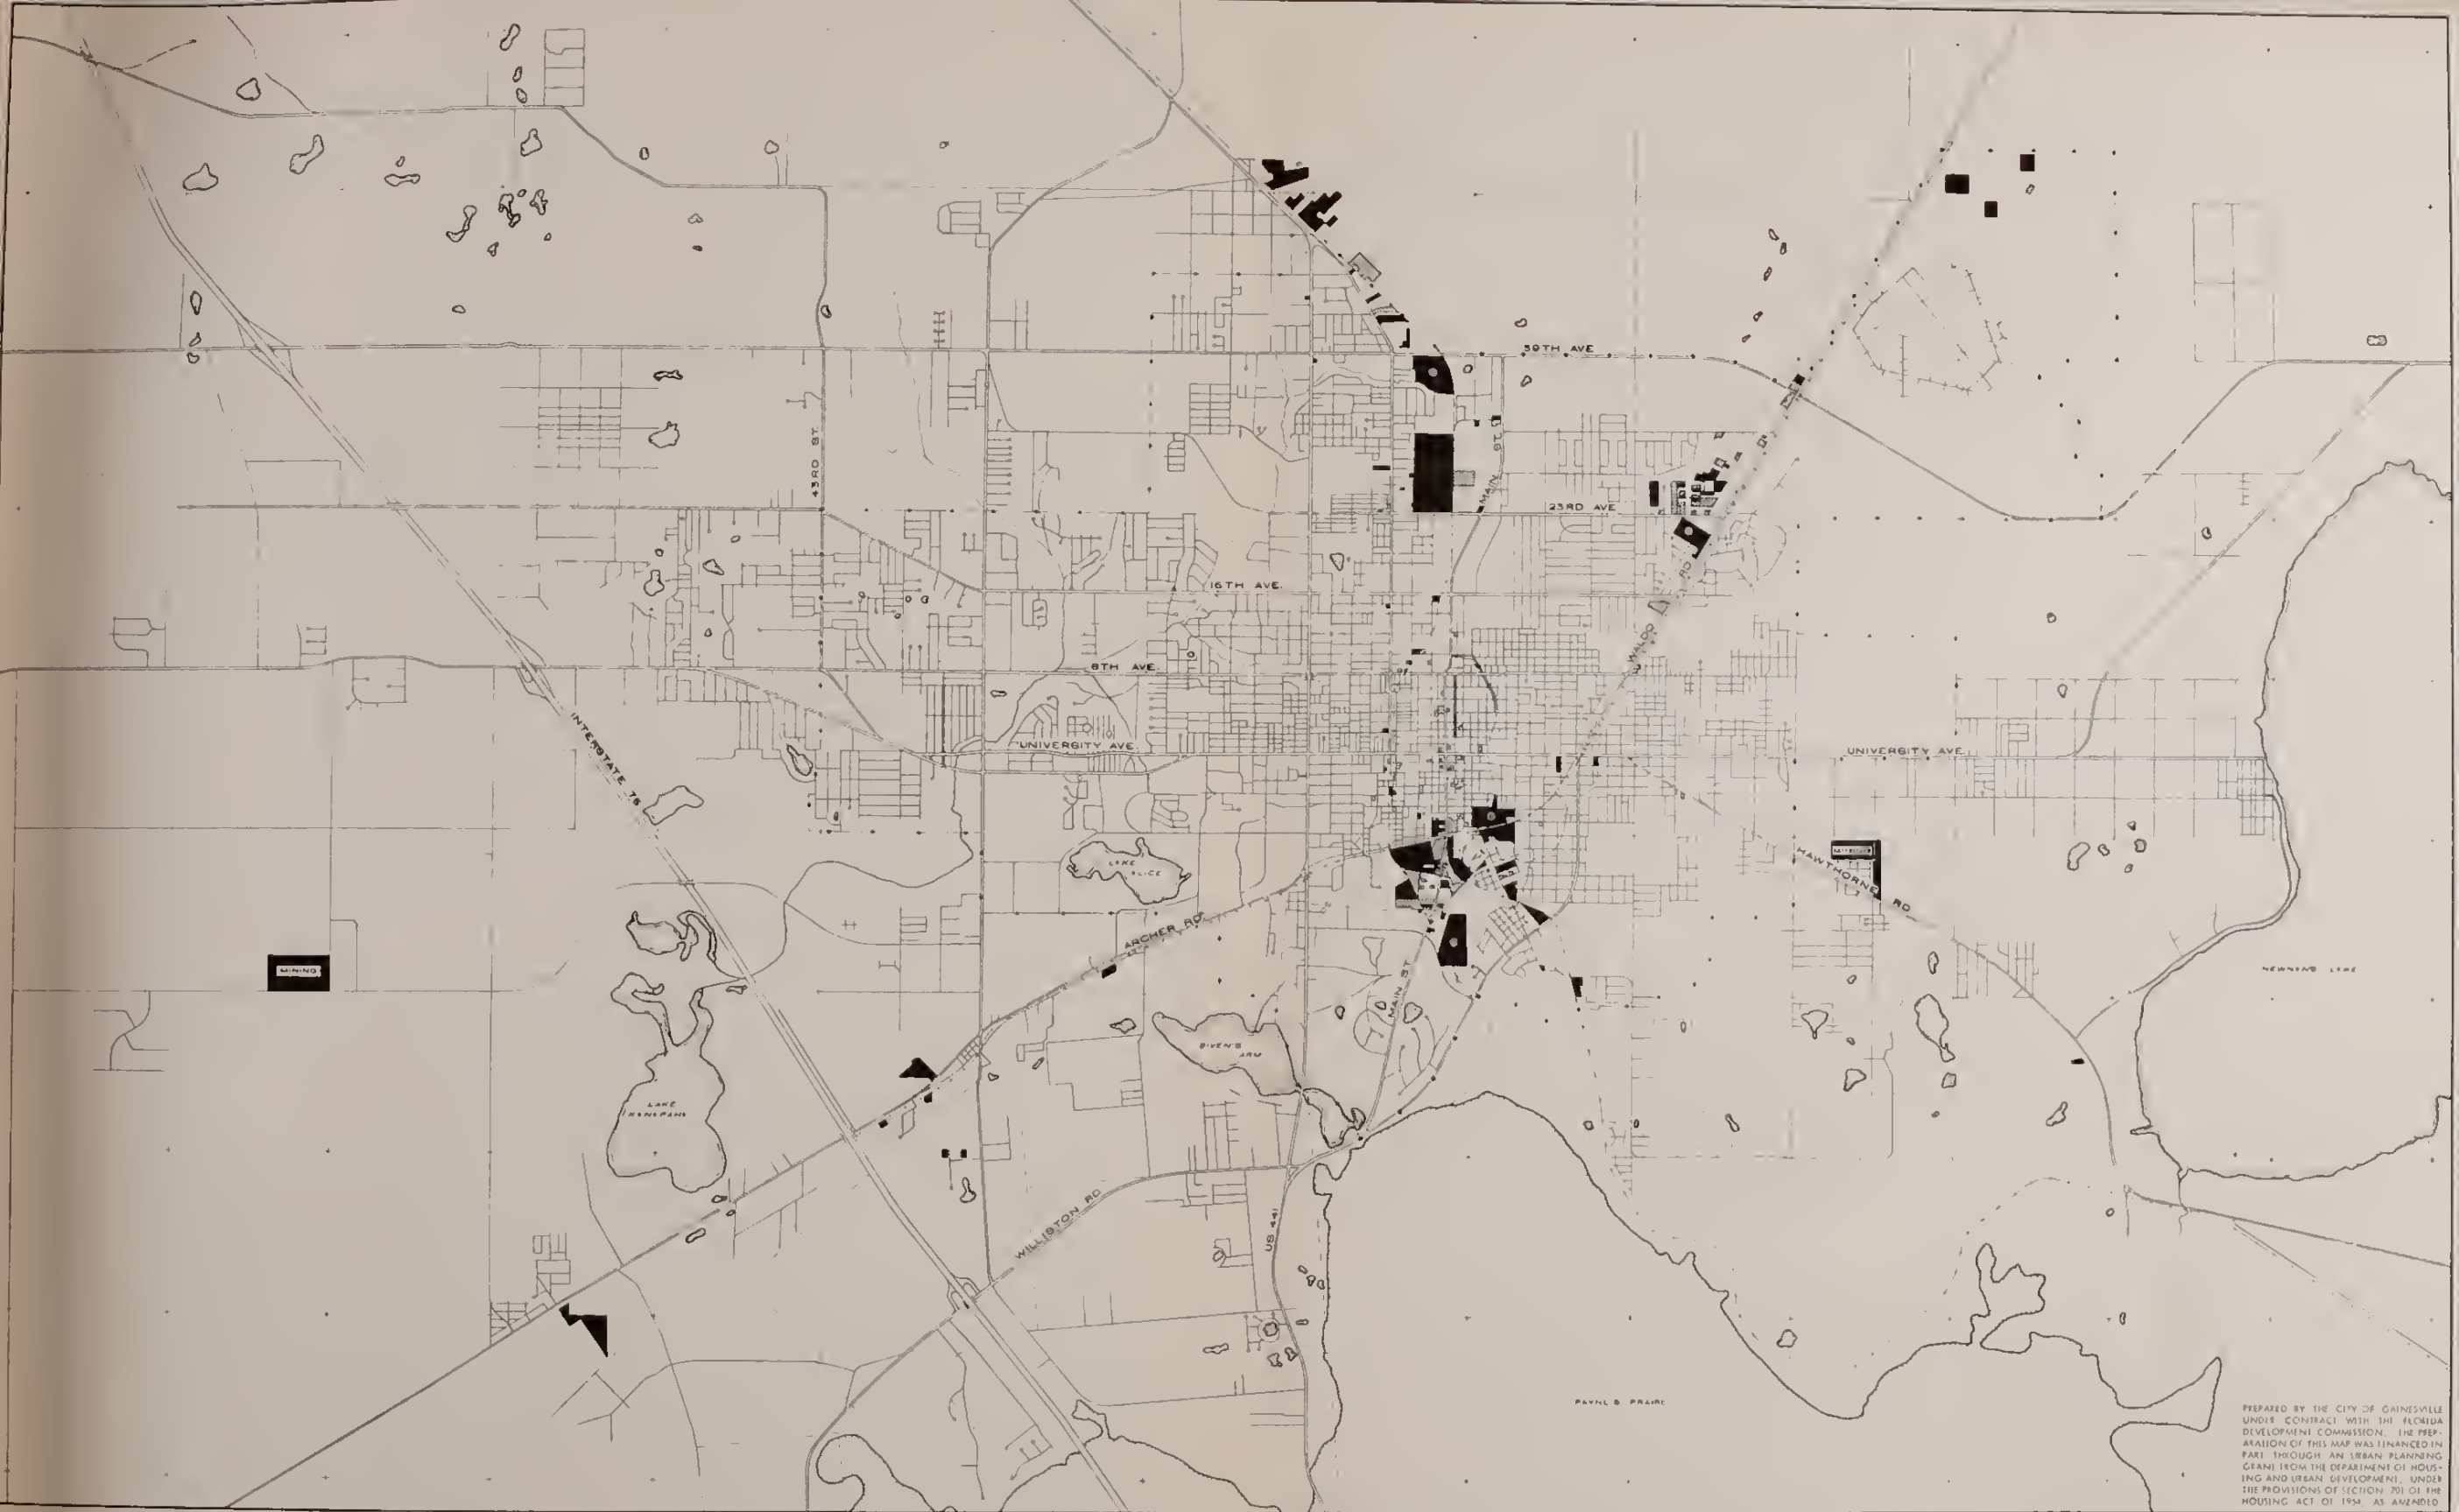 39TH AVE
43RD ST.
MAIN ST
23RD AVE
16TH AVE.
WALDO RD
8TH AVE.
UNIVERSITY AVE.
UNIVERSITY AVE.
INTERSTATE 75
LAKE ALICE
HAWTHORNE RD
ARCHER RD
MINING
NEWNANS LAKE
MAIN ST
BIVEN'S ARM
LAKE KANAPAHA
WILLISTON RD
US 441
PAYNE'S PRAIRIE
PREPARED BY THE CITY OF GAINESVILLE
UNDER CONTRACT WITH THE FLORIDA
DEVELOPMENT COMMISSION. THE PREP-
ARATION OF THIS MAP WAS FINANCED IN
PART THROUGH AN URBAN PLANNING
GRANT FROM THE DEPARTMENT OF HOUS-
ING AND URBAN DEVELOPMENT, UNDER
THE PROVISIONS OF SECTION 701 OF THE
HOUSING ACT OF 1954, AS AMENDED